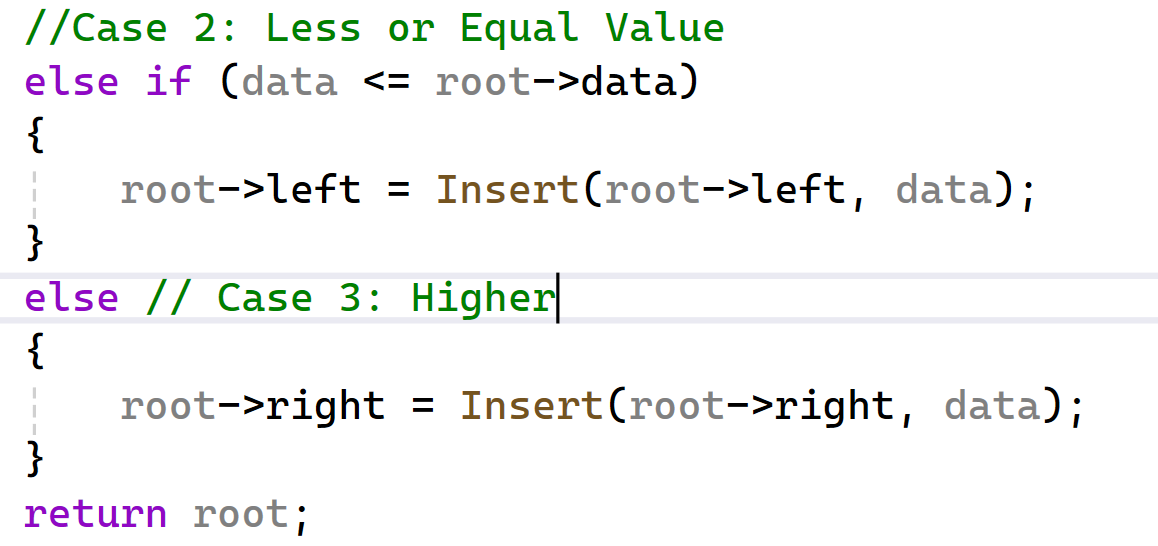 //Case 2: Less or Equal Value
else if (data <= root->data)
{
    root->left = Insert(root->left, data);
}
else // Case 3: Higher
{
    root->right = Insert(root->right, data);
}
return root;